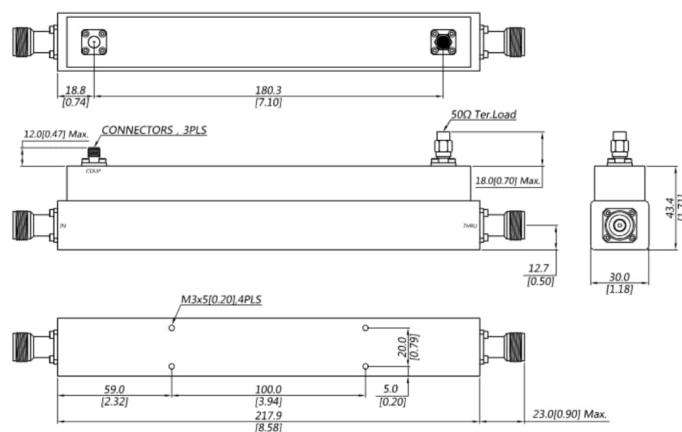 18.8
[0.74]
180.3
[7.10]
50Ω Ter.Load
12.0[0.47] Max.
CONNECTORS , 3PLS
COUP
18.0[0.70] Max.
IN
THRU
43.4
[1.71]
12.7
[0.50]
30.0
[1.18]
M3x5[0.20],4PLS
20.0
[0.79]
59.0
[2.32]
100.0
[3.94]
5.0
[0.20]
217.9
[8.58]
23.0[0.90] Max.